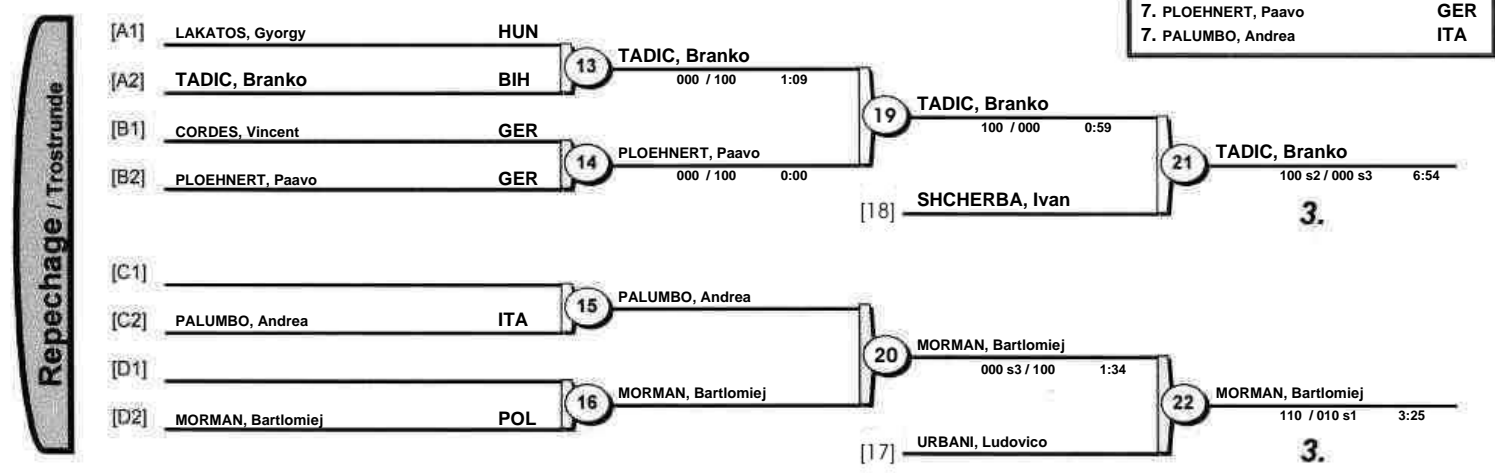 7. PLOEHNERT, Paavo GER
7. PALUMBO, Andrea ITA
Repechage / Trostrunde
[A1] LAKATOS, Gyorgy HUN
[A2] TADIC, Branko BIH
13 TADIC, Branko
000 / 100 1:09
[B1] CORDES, Vincent GER
[B2] PLOEHNERT, Paavo GER
14 PLOEHNERT, Paavo
000 / 100 0:00
19 TADIC, Branko
100 / 000 0:59
[18] SHCHERBA, Ivan
21 TADIC, Branko
100 s2 / 000 s3 6:54
3.
[C1]
[C2] PALUMBO, Andrea ITA
15 PALUMBO, Andrea
[D1]
[D2] MORMAN, Bartlomiej POL
16 MORMAN, Bartlomiej
20 MORMAN, Bartlomiej
000 s3 / 100 1:34
[17] URBANI, Ludovico
22 MORMAN, Bartlomiej
110 / 010 s1 3:25
3.